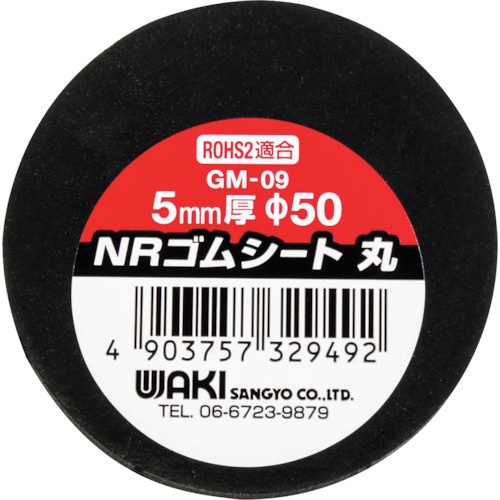 ROHS2適合
GM-09
5mm厚 φ50
NRゴムシート 丸
4 903757 329492
WAKI SANGYO CO.,LTD.
TEL. 06-6723-9879